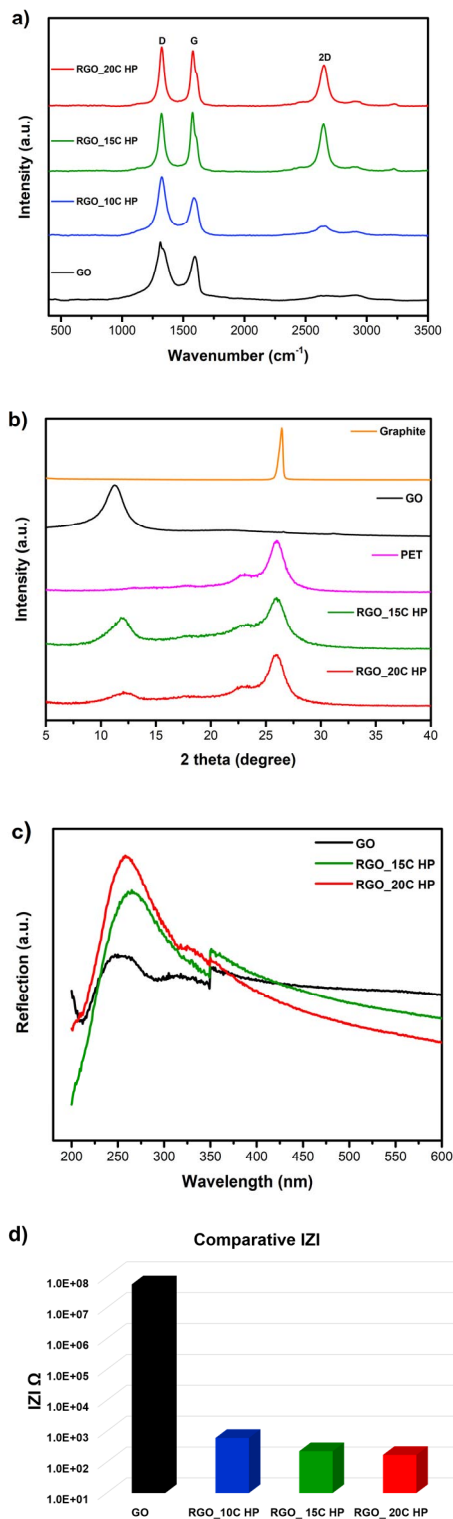 a)
D
G
2D
RGO_20C HP
RGO_15C HP
RGO_10C HP
GO
Intensity (a.u.)
500 1000 1500 2000 2500 3000 3500
Wavenumber (cm⁻¹)
b)
Graphite
GO
PET
RGO_15C HP
RGO_20C HP
Intensity (a.u.)
5 10 15 20 25 30 35 40
2 theta (degree)
c)
GO
RGO_15C HP
RGO_20C HP
Reflection (a.u.)
200 250 300 350 400 450 500 550 600
Wavelength (nm)
d)
Comparative IZI
1.0E+08
1.0E+07
1.0E+06
1.0E+05
1.0E+04
1.0E+03
1.0E+02
1.0E+01
IZI Ω
GO RGO_10C HP RGO_ 15C HP RGO_ 20C HP